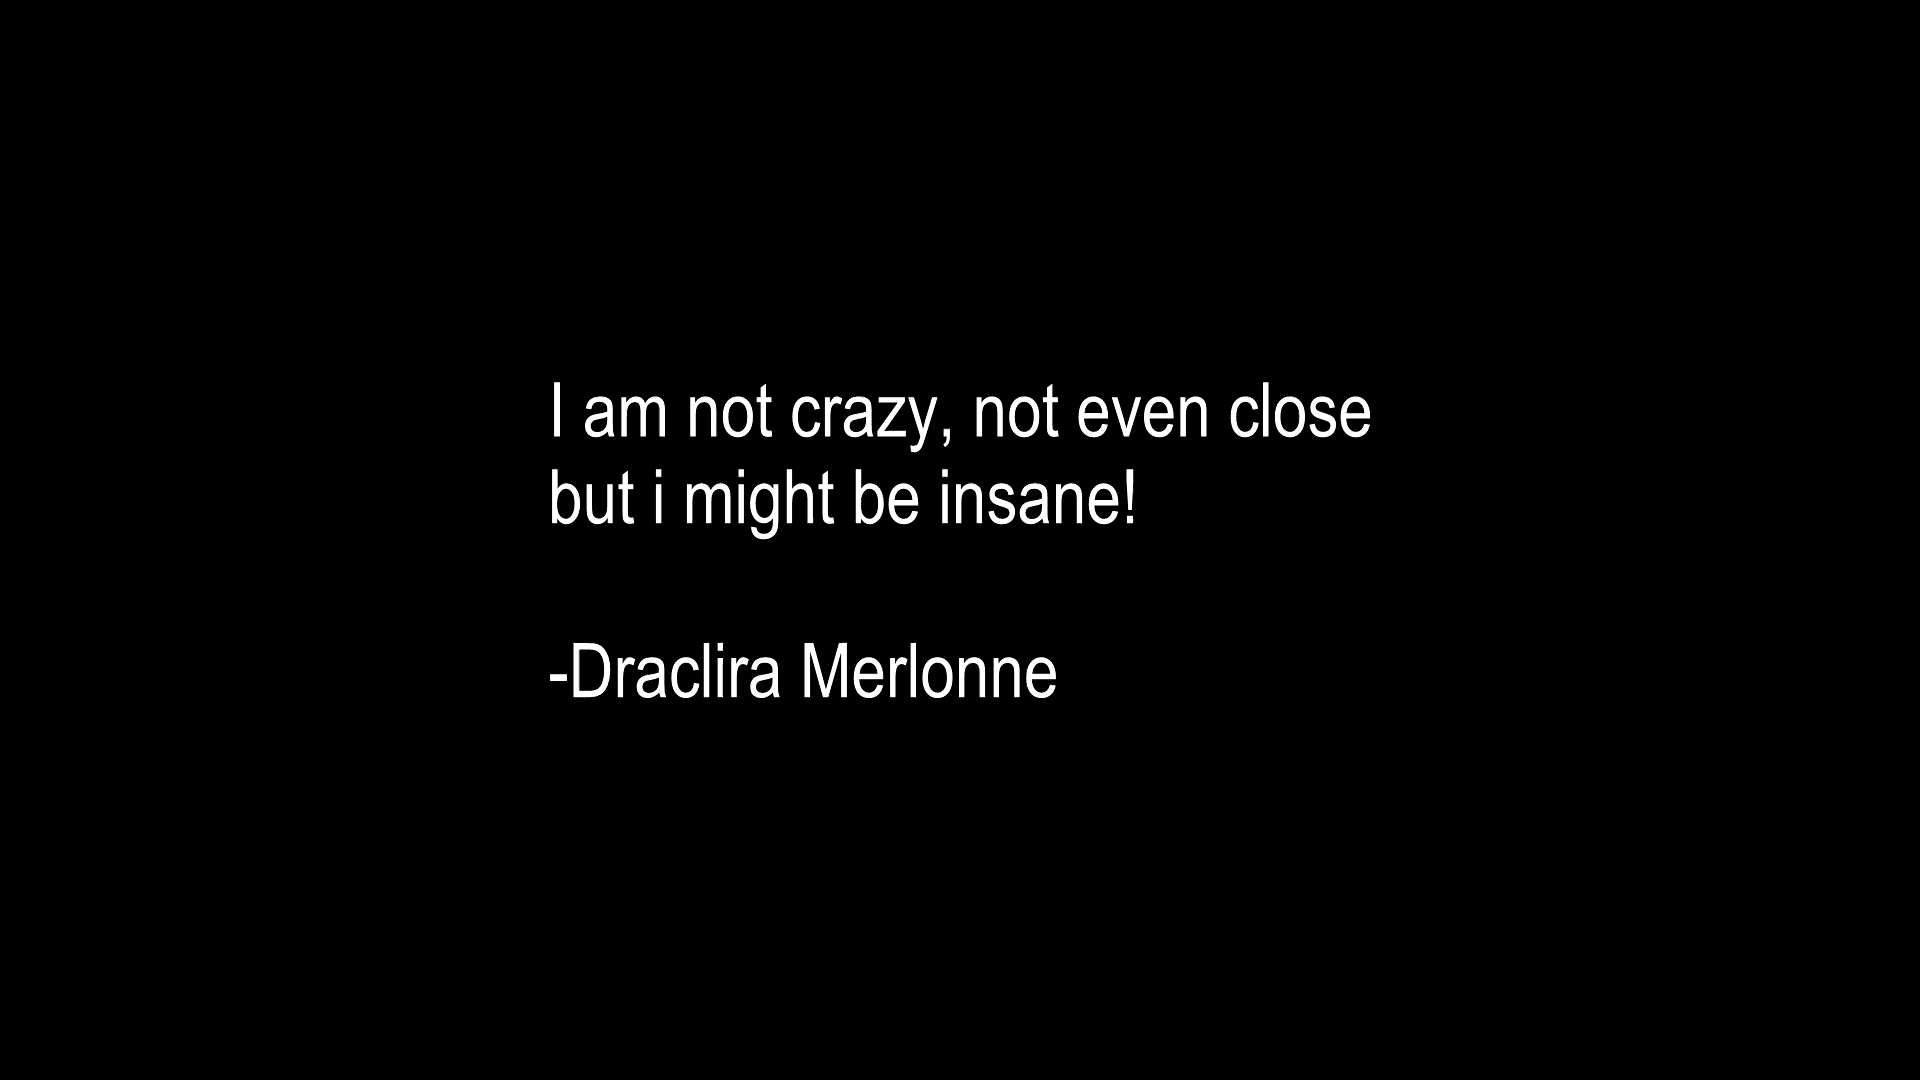 I am not crazy, not even close
but i might be insane!
-Draclira Merlonne